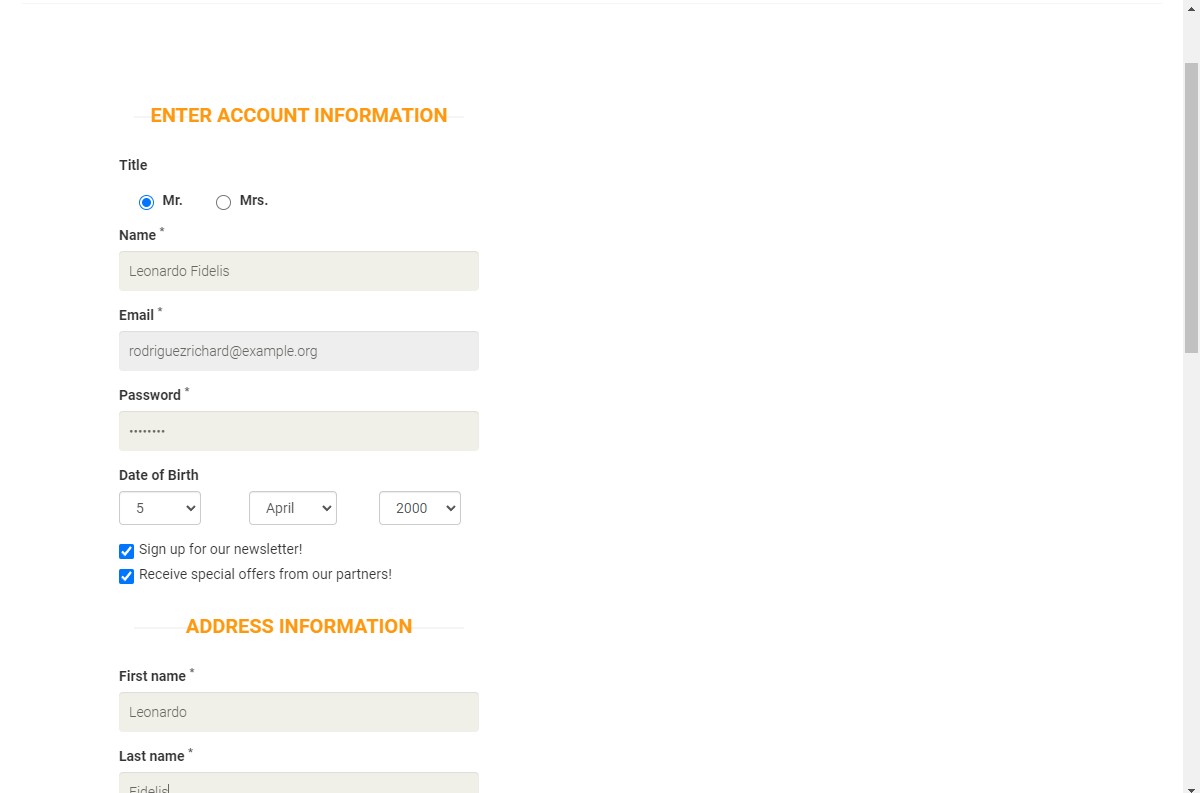 ENTER ACCOUNT INFORMATION
Title
Mr. Mrs.
Name *
Leonardo Fidelis
Email *
rodriguezrichard@example.org
Password *
••••••••
Date of Birth
5 April 2000
Sign up for our newsletter!
Receive special offers from our partners!
ADDRESS INFORMATION
First name *
Leonardo
Last name *
Fidelis